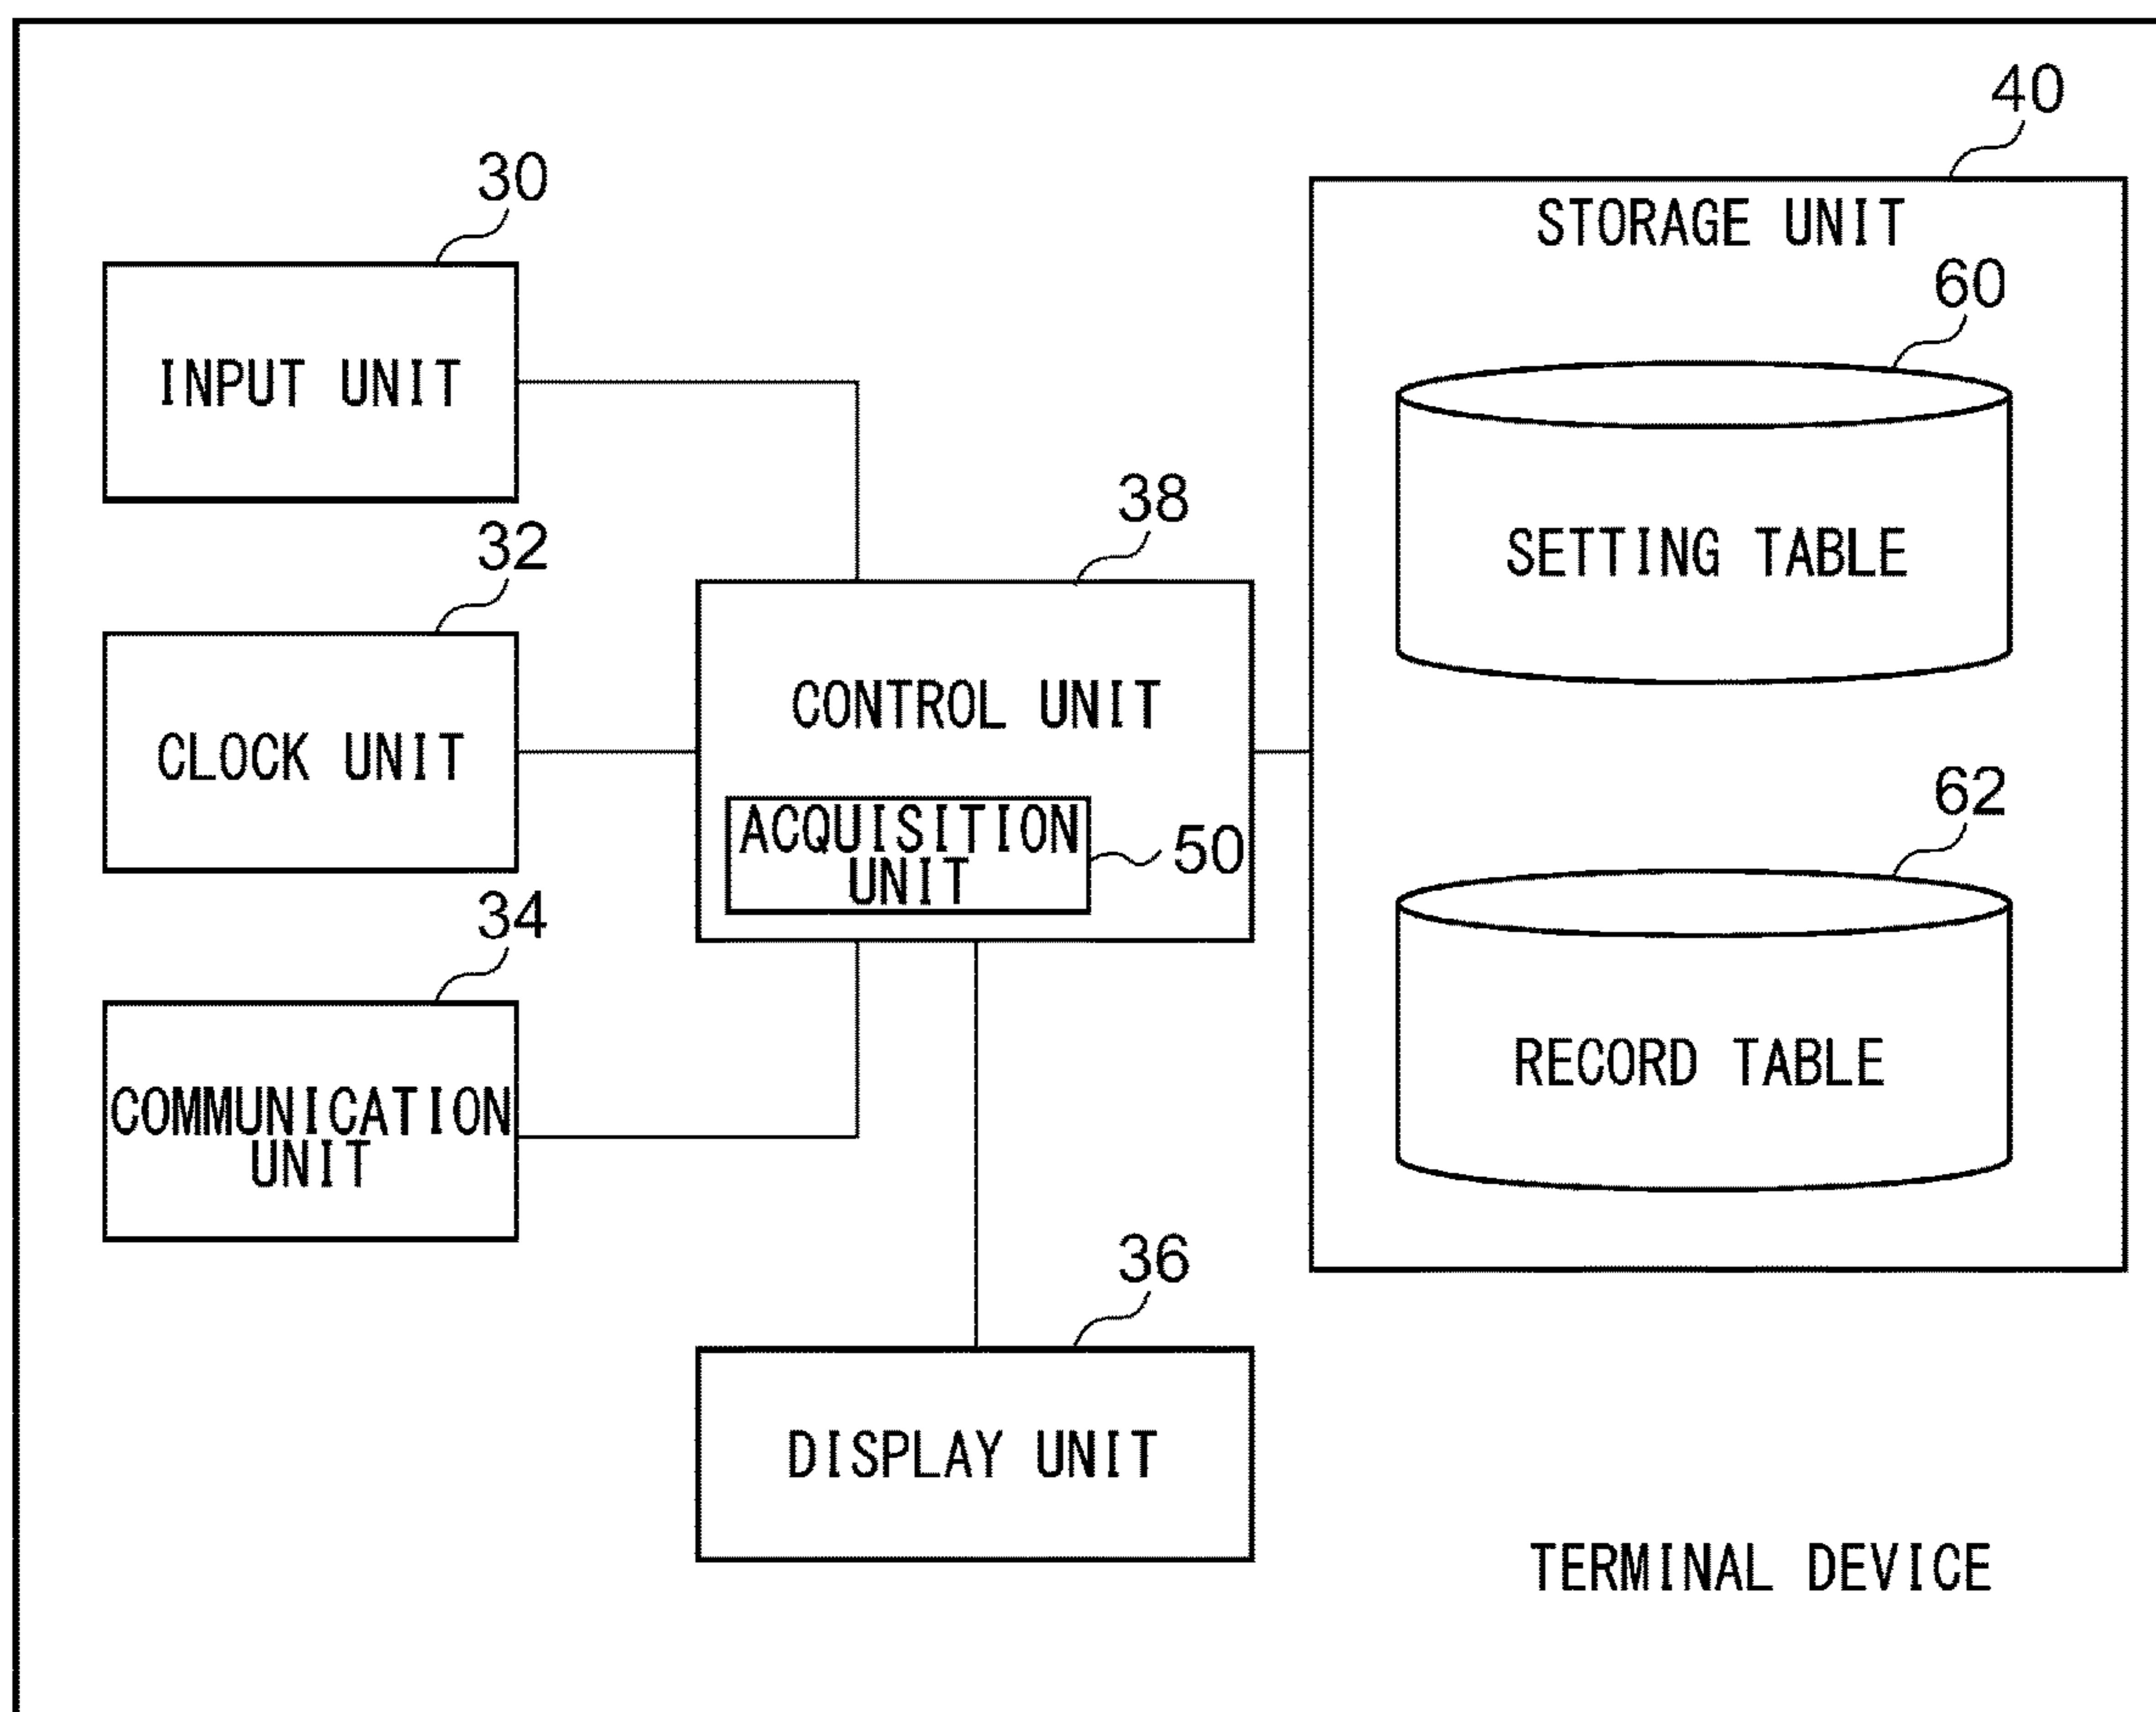 40
STORAGE UNIT
30
INPUT UNIT
60
SETTING TABLE
32
CLOCK UNIT
38
CONTROL UNIT
ACQUISITION
UNIT
50
62
RECORD TABLE
34
COMMUNICATION
UNIT
36
DISPLAY UNIT
TERMINAL DEVICE